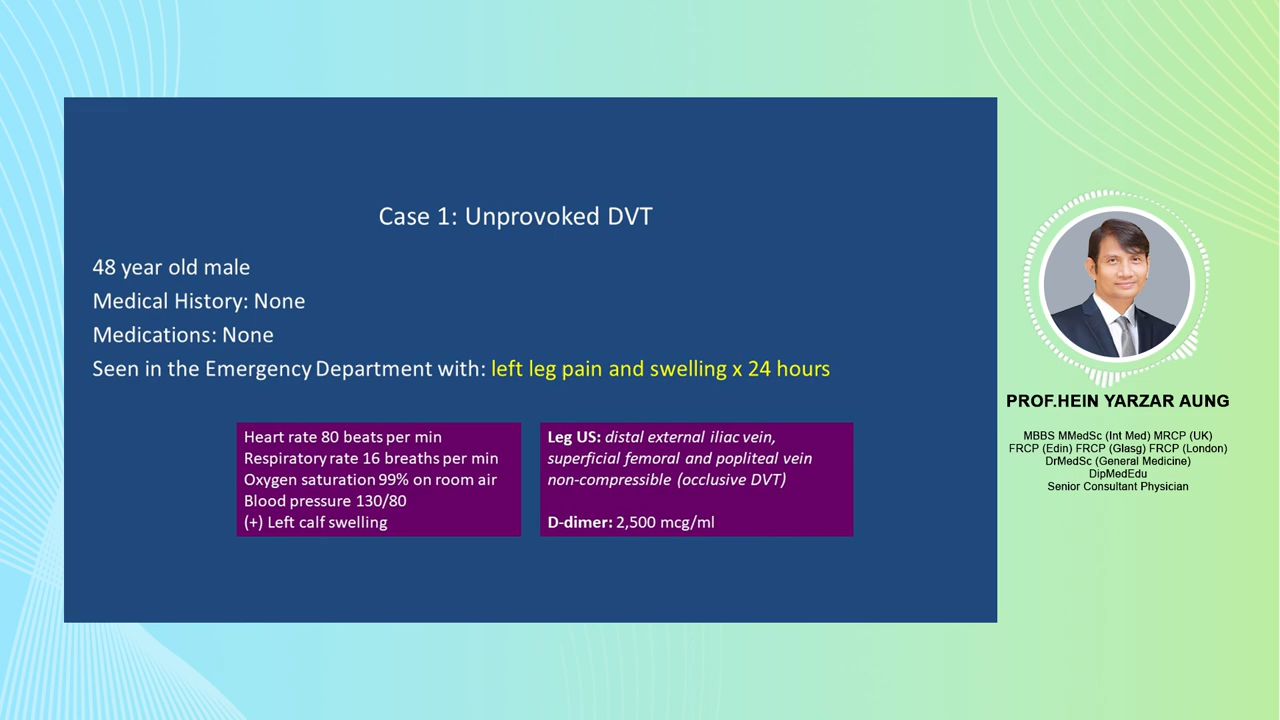 Case 1: Unprovoked DVT
48 year old male
Medical History: None
Medications: None
Seen in the Emergency Department with: left leg pain and swelling x 24 hours
Heart rate 80 beats per min
Respiratory rate 16 breaths per min
Oxygen saturation 99% on room air
Blood pressure 130/80
(+) Left calf swelling
Leg US: distal external iliac vein,
superficial femoral and popliteal vein
non-compressible (occlusive DVT)
D-dimer: 2,500 mcg/ml
PROF.HEIN YARZAR AUNG
MBBS MMedSc (Int Med) MRCP (UK)
FRCP (Edin) FRCP (Glasg) FRCP (London)
DrMedSc (General Medicine)
DipMedEdu
Senior Consultant Physician